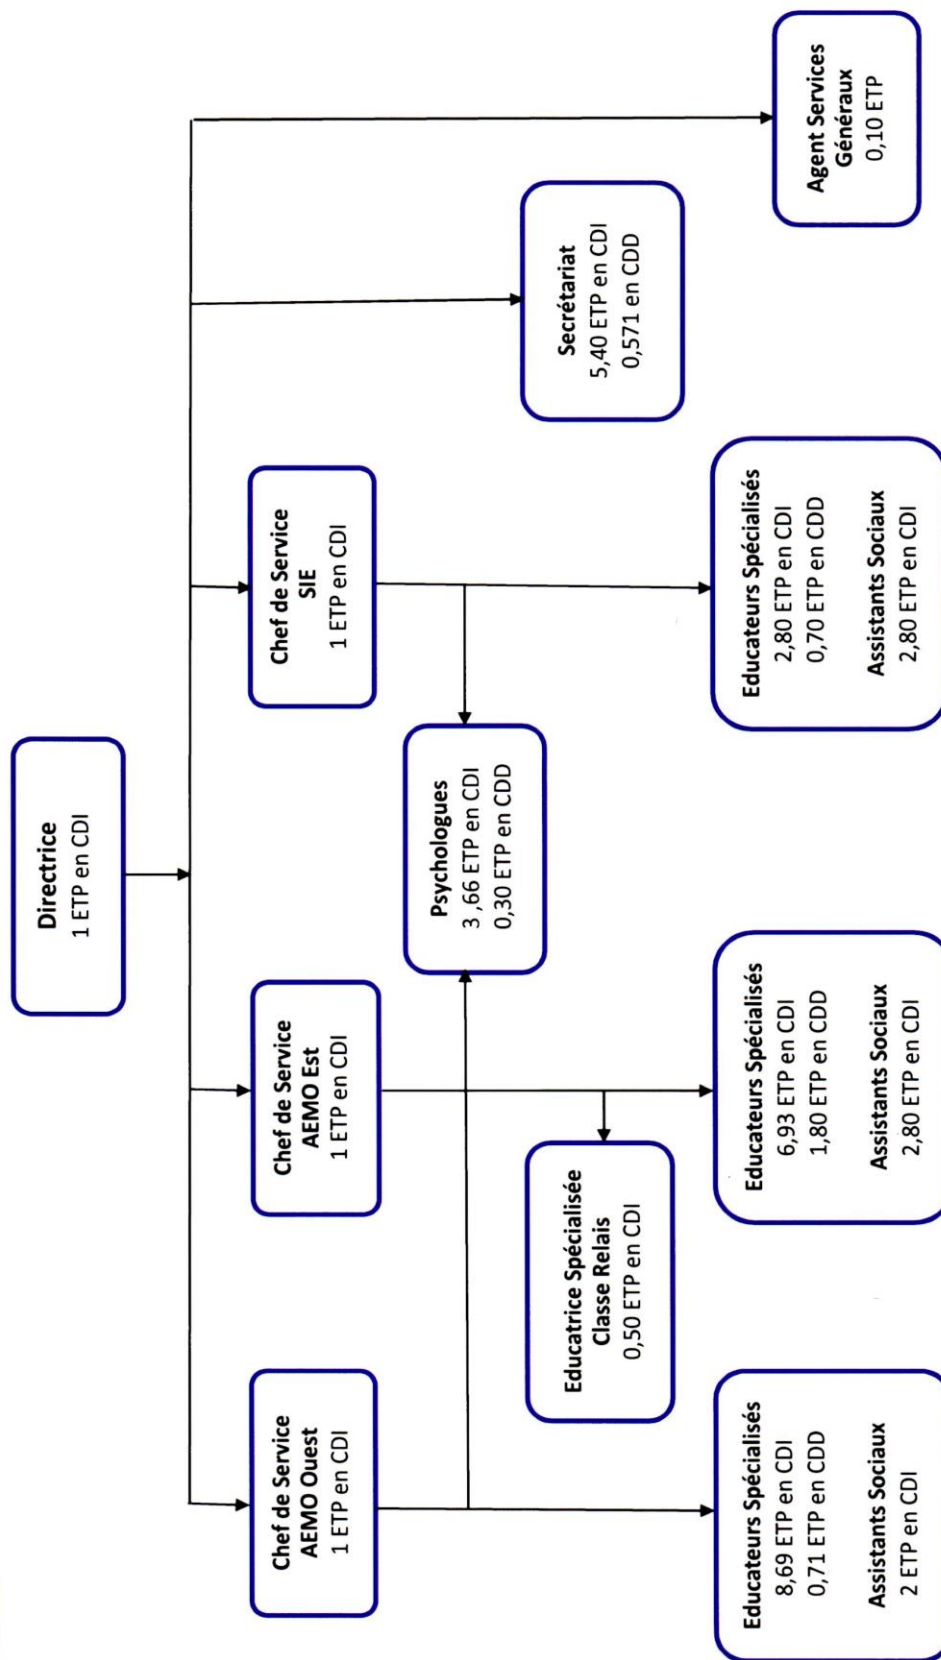 Directrice
1 ETP en CDI
Chef de Service
AEMO Ouest
1 ETP en CDI
Chef de Service
AEMO Est
1 ETP en CDI
Chef de Service
SIE
1 ETP en CDI
Psychologues
3 ,66 ETP en CDI
0,30 ETP en CDD
Secrétariat
5,40 ETP en CDI
0,571 en CDD
Educatrice Spécialisée
Classe Relais
0,50 ETP en CDI
Educateurs Spécialisés
8,69 ETP en CDI
0,71 ETP en CDD
Assistants Sociaux
2 ETP en CDI
Educateurs Spécialisés
6,93 ETP en CDI
1,80 ETP en CDD
Assistants Sociaux
2,80 ETP en CDI
Educateurs Spécialisés
2,80 ETP en CDI
0,70 ETP en CDD
Assistants Sociaux
2,80 ETP en CDI
Agent Services
Généraux
0,10 ETP